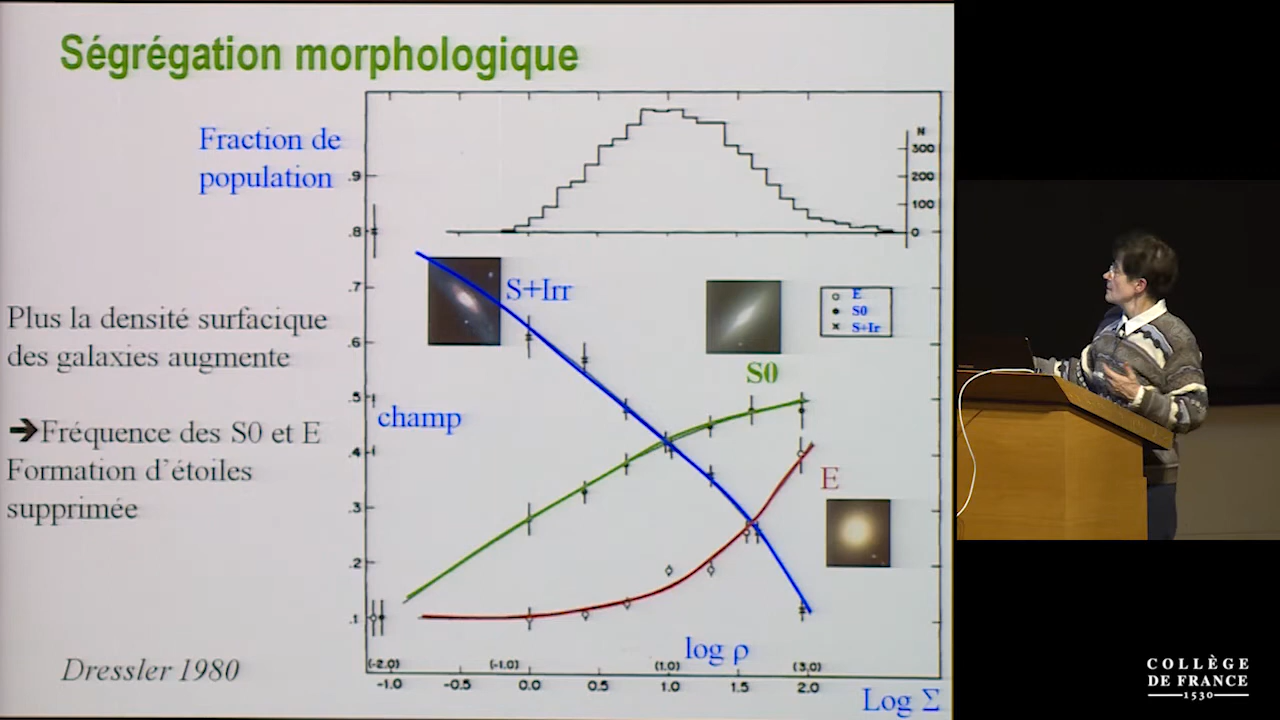 Ségrégation morphologique
Fraction de
population
Plus la densité surfacique
des galaxies augmente
➔Fréquence des S0 et E
Formation d'étoiles
supprimée
Dressler 1980
.9
.8
.7
.6
.5
.4
.3
.2
.1
N
300
200
100
0
S+Irr
E
S0
S+Ir
S0
champ
E
log ρ
(-2.0) (-1.0) (1.0) (3.0)
-1.0 -0.5 0.0 0.5 1.0 1.5 2.0
Log Σ
COLLÈGE
DE FRANCE
1530